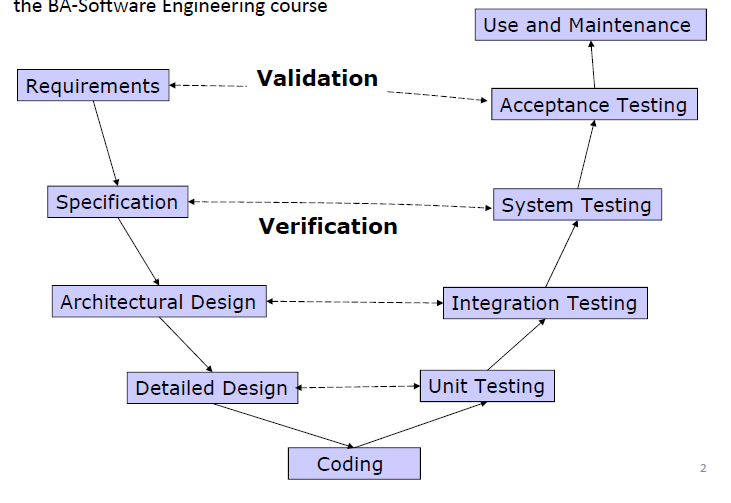 the BA-Software Engineering course
Use and Maintenance
Requirements
Validation
Acceptance Testing
Specification
System Testing
Verification
Architectural Design
Integration Testing
Detailed Design
Unit Testing
Coding
2